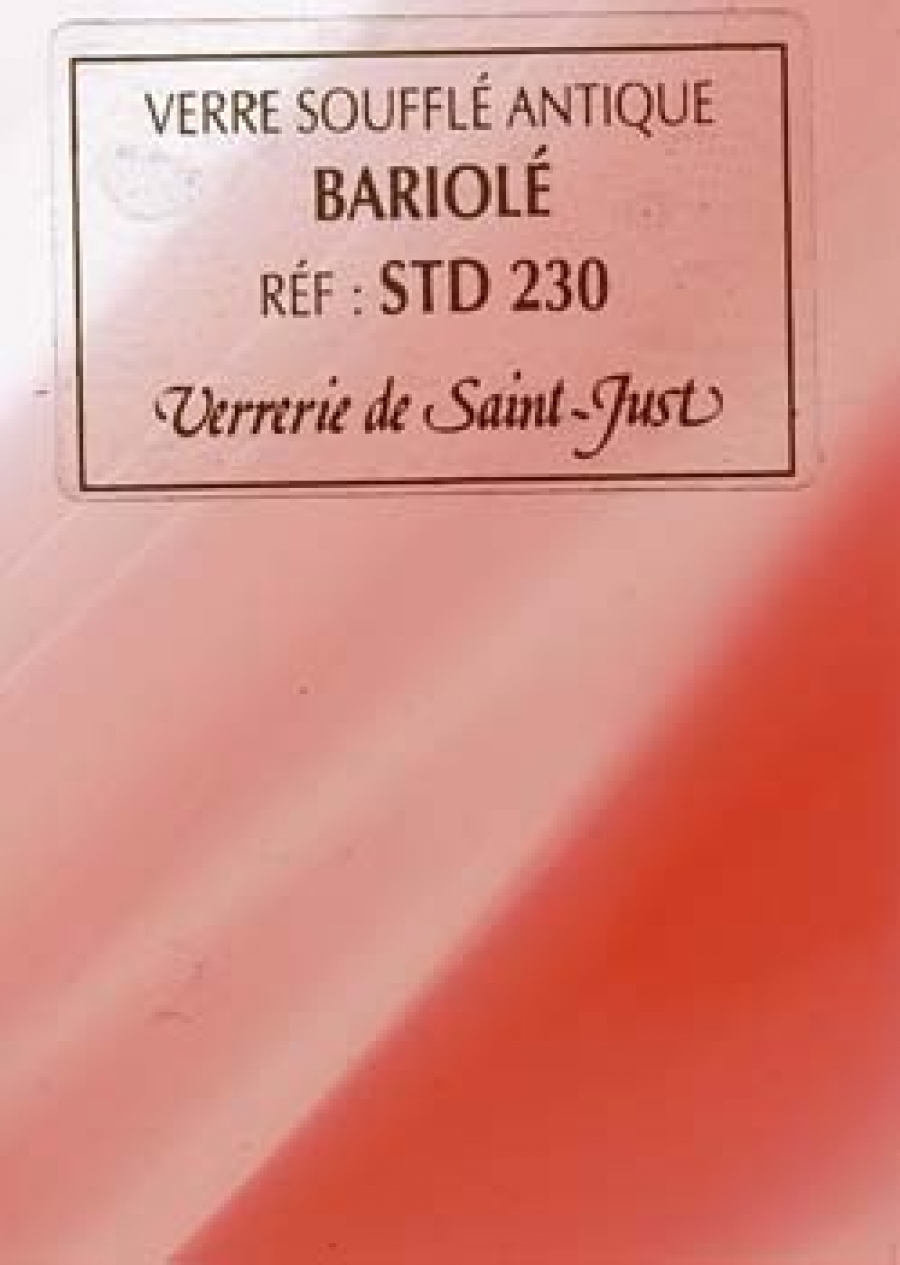 VERRE SOUFFLÉ ANTIQUE
BARIOLÉ
RÉF : STD 230
Verrerie de Saint-Just